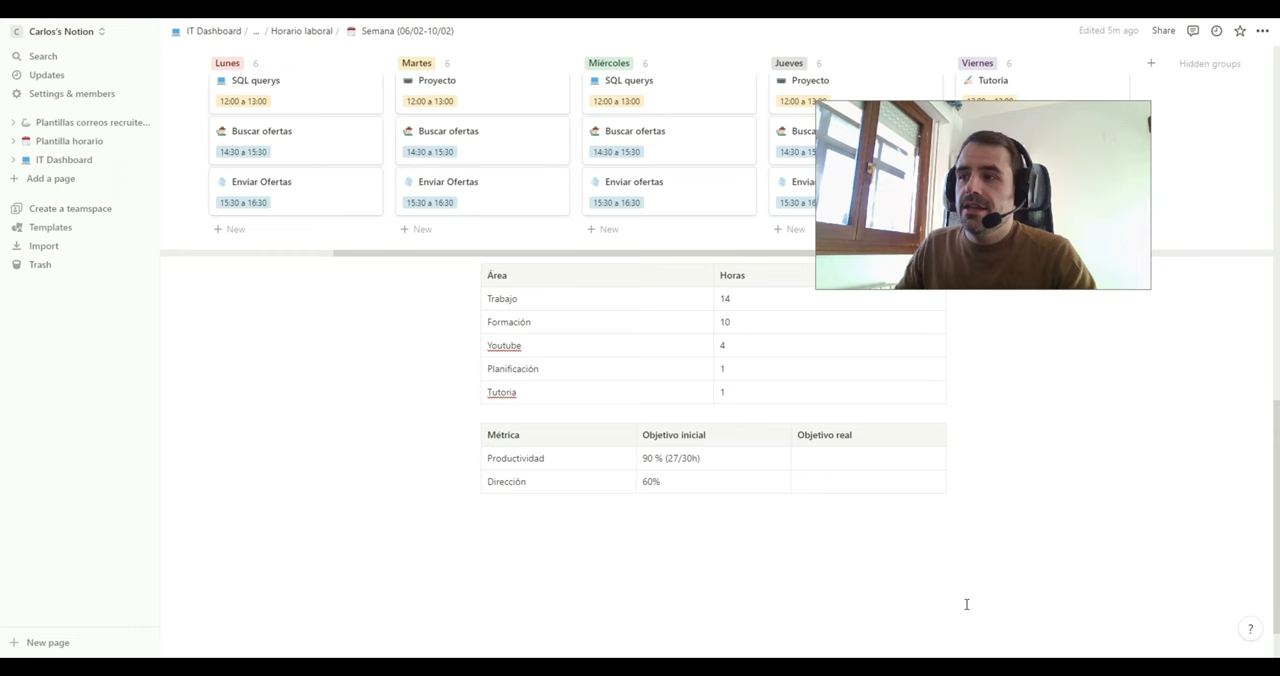 C Carlos's Notion
IT Dashboard / ... / Horario laboral / Semana (06/02-10/02)
Edited 5m ago Share
Search
Updates
Settings & members
Plantillas correos recruite...
Plantilla horario
IT Dashboard
Add a page
Create a teamspace
Templates
Import
Trash
New page
Lunes 6 Martes 6 Miércoles 6 Jueves 6 Viernes 6 Hidden groups
SQL querys Proyecto SQL querys Proyecto Tutoria
12:00 a 13:00 12:00 a 13:00 12:00 a 13:00
Buscar ofertas Buscar ofertas Buscar ofertas
14:30 a 15:30 14:30 a 15:30 14:30 a 15:30
Enviar Ofertas Enviar Ofertas Enviar ofertas
15:30 a 16:30 15:30 a 16:30 15:30 a 16:30
New New New New
Área Horas
Trabajo 14
Formación 10
Youtube 4
Planificación 1
Tutoria 1
Métrica Objetivo inicial Objetivo real
Productividad 90 % (27/30h)
Dirección 60%
?